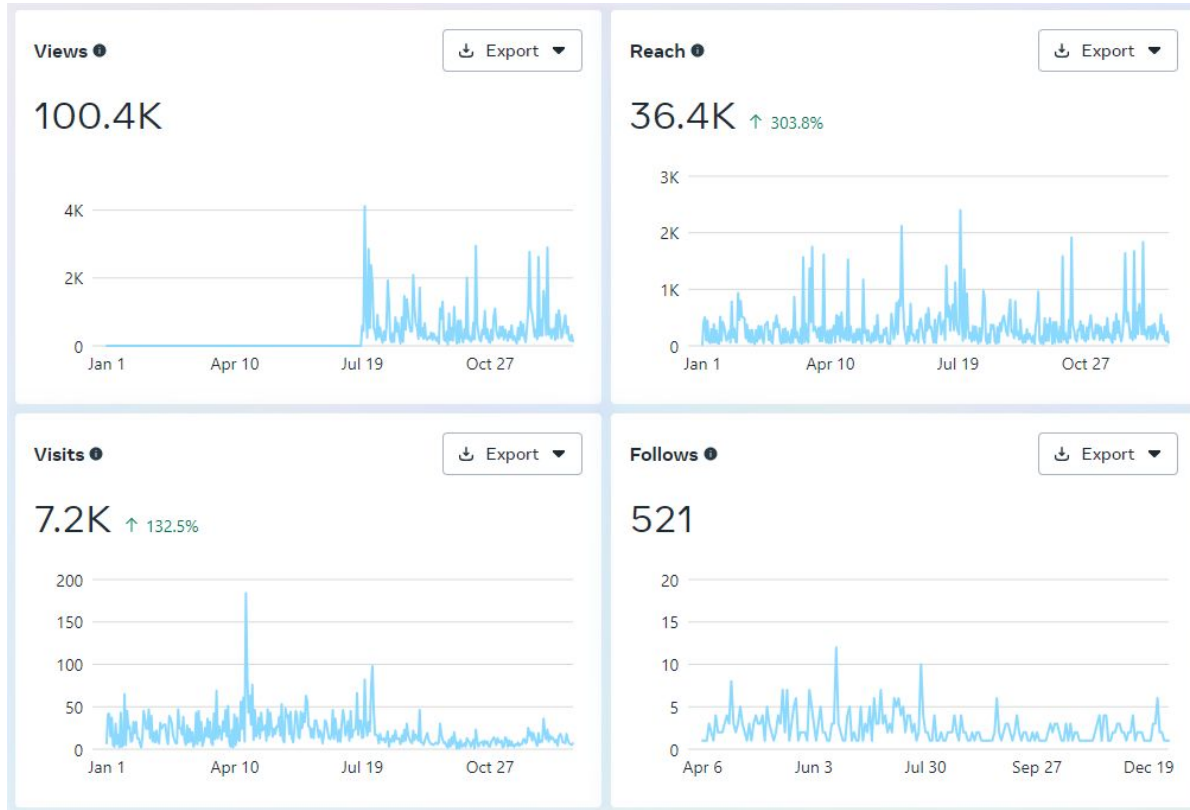 Views
Export
100.4K
4K
2K
0
Jan 1 Apr 10 Jul 19 Oct 27
Reach
Export
36.4K ↑ 303.8%
3K
2K
1K
0
Jan 1 Apr 10 Jul 19 Oct 27
Visits
Export
7.2K ↑ 132.5%
200
150
100
50
0
Jan 1 Apr 10 Jul 19 Oct 27
Follows
Export
521
20
15
10
5
0
Apr 6 Jun 3 Jul 30 Sep 27 Dec 19